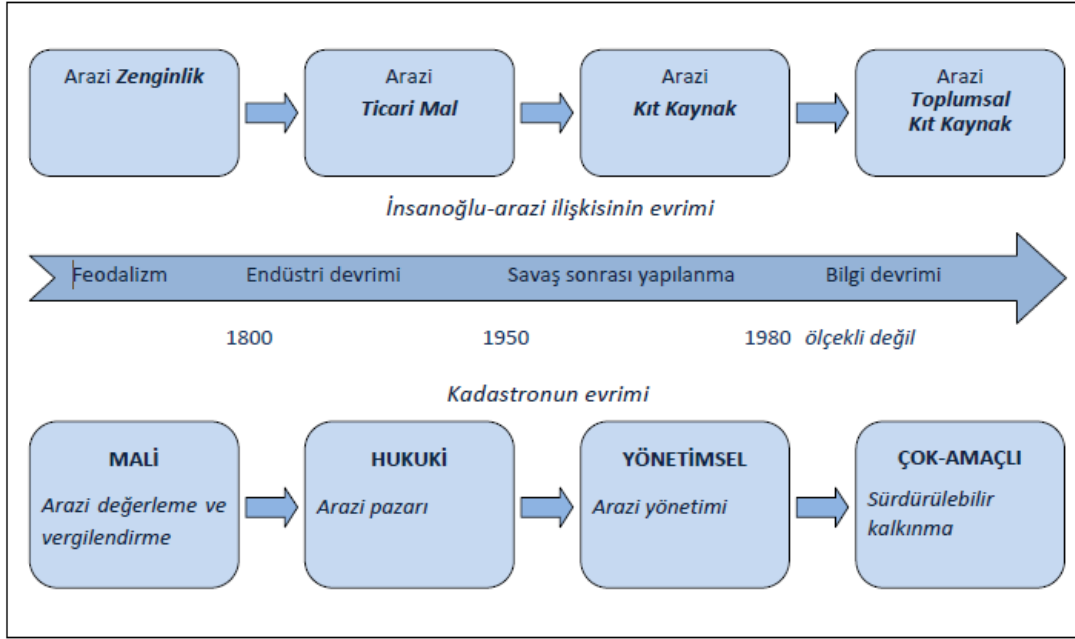 Arazi Zenginlik
Arazi
Ticari Mal
Arazi
Kıt Kaynak
Arazi
Toplumsal
Kıt Kaynak
İnsanoğlu-arazi ilişkisinin evrimi
Feodalizm
Endüstri devrimi
Savaş sonrası yapılanma
Bilgi devrimi
1800
1950
1980
ölçekli değil
Kadastronun evrimi
MALİ
Arazi değerleme ve
vergilendirme
HUKUKİ
Arazi pazarı
YÖNETİMSEL
Arazi yönetimi
ÇOK-AMAÇLI
Sürdürülebilir
kalkınma